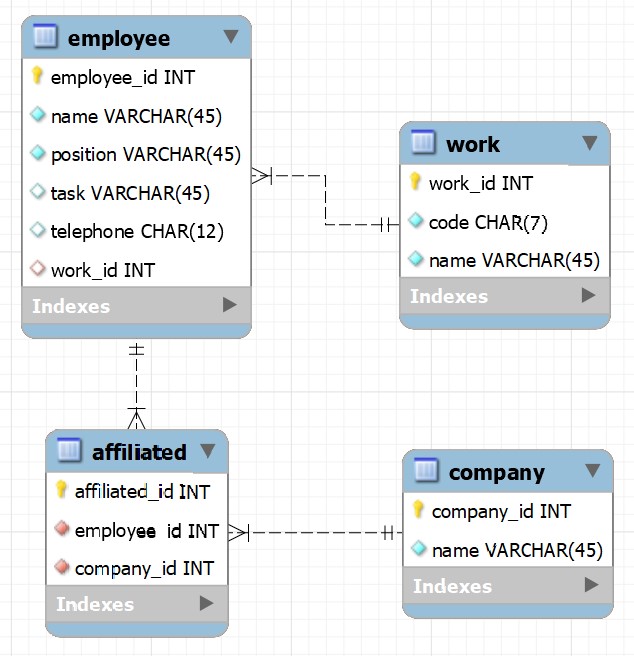 employee
employee_id INT
name VARCHAR(45)
position VARCHAR(45)
task VARCHAR(45)
telephone CHAR(12)
work_id INT
Indexes
work
work_id INT
code CHAR(7)
name VARCHAR(45)
Indexes
affiliated
affiliated_id INT
employee id INT
company_id INT
Indexes
company
company_id INT
name VARCHAR(45)
Indexes